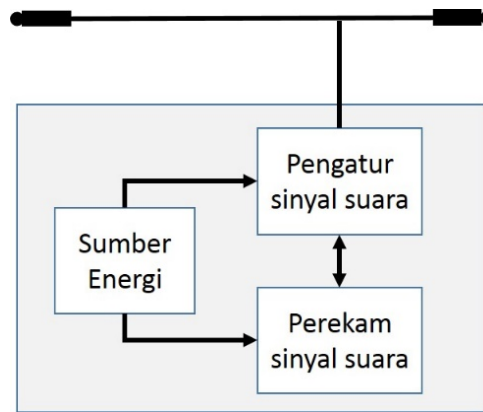 Pengatur
sinyal suara
Sumber
Energi
Perekam
sinyal suara